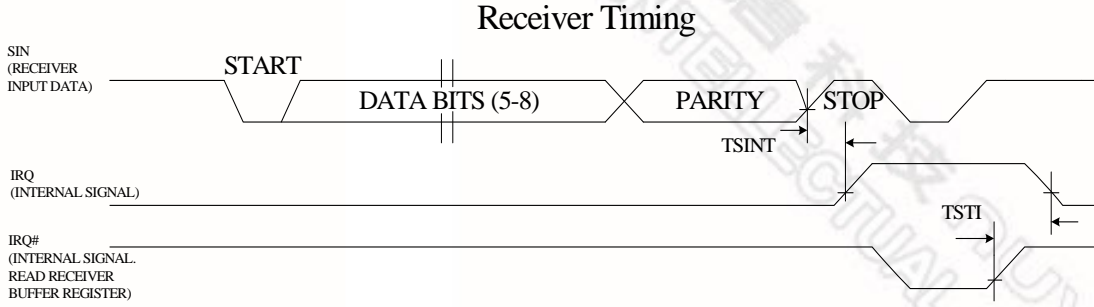 Receiver Timing
SIN
(RECEIVER
INPUT DATA)
START
DATA BITS (5-8)
PARITY
STOP
TSINT
IRQ
(INTERNAL SIGNAL)
TSTI
IRQ#
(INTERNAL SIGNAL.
READ RECEIVER
BUFFER REGISTER)